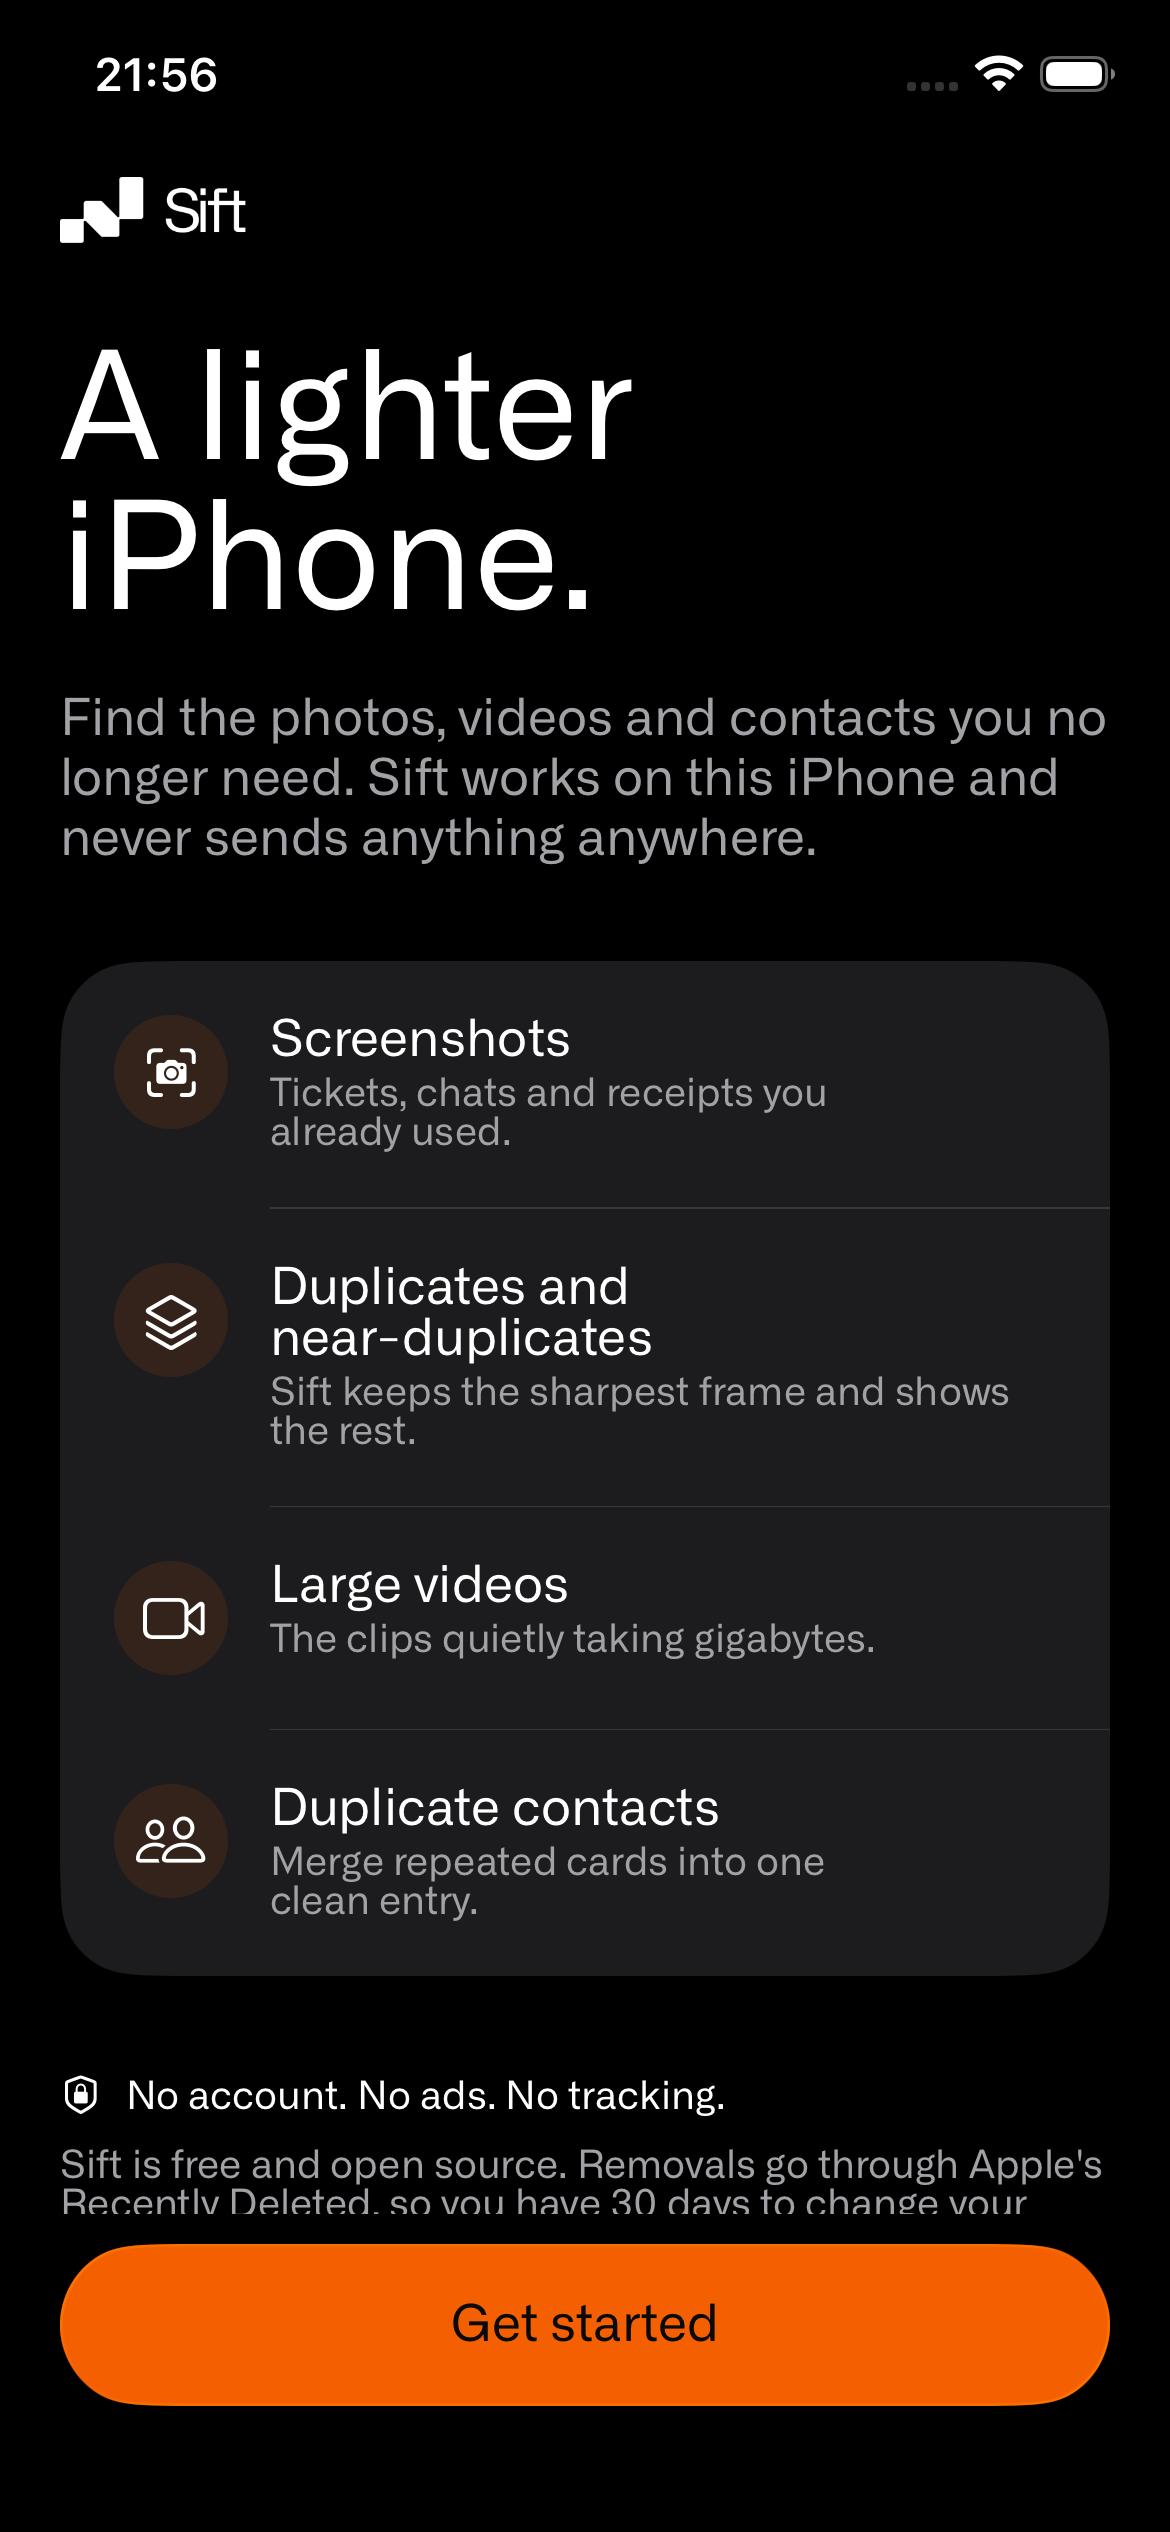 21:56
Sift
A lighter
iPhone.
Find the photos, videos and contacts you no
longer need. Sift works on this iPhone and
never sends anything anywhere.
Screenshots
Tickets, chats and receipts you
already used.
Duplicates and
near-duplicates
Sift keeps the sharpest frame and shows
the rest.
Large videos
The clips quietly taking gigabytes.
Duplicate contacts
Merge repeated cards into one
clean entry.
No account. No ads. No tracking.
Sift is free and open source. Removals go through Apple's
Recently Deleted, so you have 30 days to change your
Get started